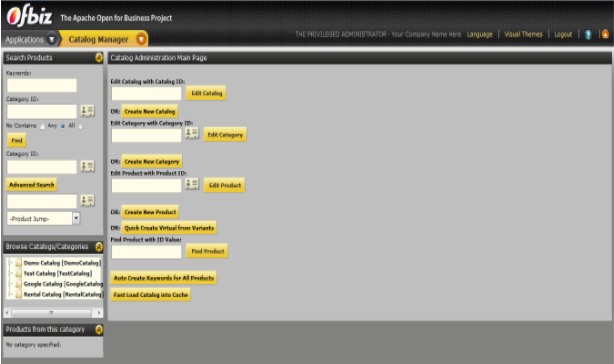 Ofbiz The Apache Open for Business Project
Applications Catalog Manager
THE PRIVILEGED ADMINISTRATOR - Your Company Name Here Language | Visual Themes | Logout
Search Products
Keywords:
Category ID:
No Contains Any All
Find
Category ID:
Advanced Search
-Product Jump-
Browse Catalogs/Categories
Demo Catalog [DemoCatalog]
Test Catalog [TestCatalog]
Google Catalog [GoogleCatalog
Rental Catalog [RentalCatalog]
Products from this category
No category specified.
Catalog Administration Main Page
Edit Catalog with Catalog ID:
Edit Catalog
OR: Create New Catalog
Edit Category with Category ID:
Edit Category
OR: Create New Category
Edit Product with Product ID:
Edit Product
OR: Create New Product
OR: Quick Create Virtual from Variants
Find Product with ID Value:
Find Product
Auto Create Keywords for All Products
Fast Load Catalog into Cache